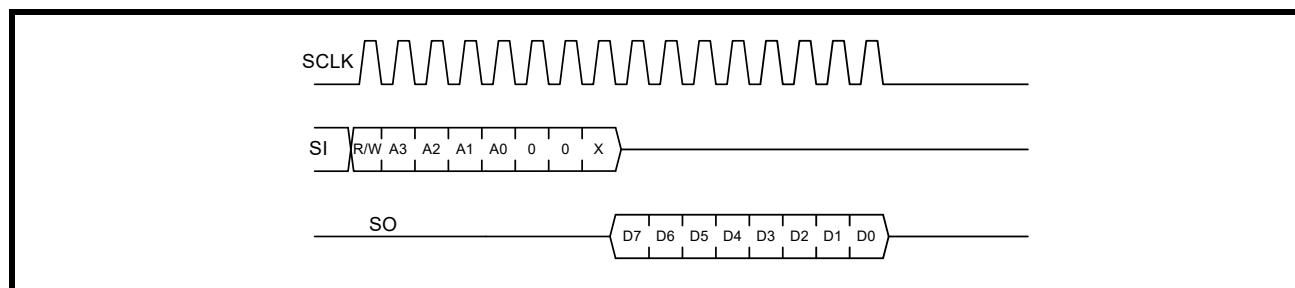 SCLK
SI R/W A3 A2 A1 A0 0 0 X
SO
D7 D6 D5 D4 D3 D2 D1 D0